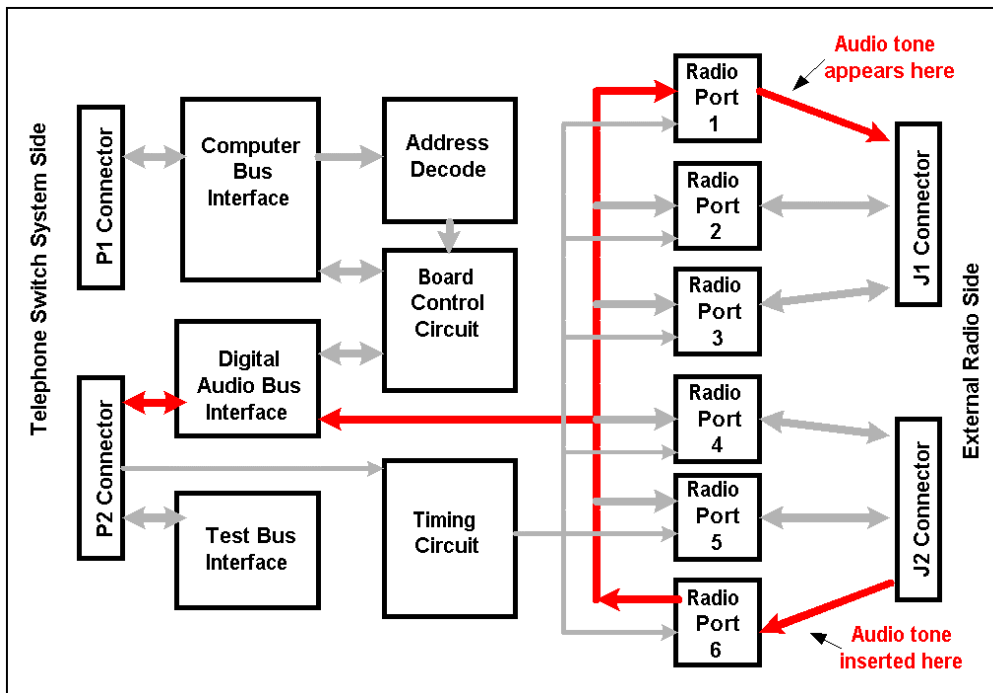 Telephone Switch System Side
P1 Connector
Computer
Bus
Interface
Address
Decode
Board
Control
Circuit
Digital
Audio Bus
Interface
P2 Connector
Test Bus
Interface
Timing
Circuit
Radio
Port
1
Radio
Port
2
Radio
Port
3
Radio
Port
4
Radio
Port
5
Radio
Port
6
Audio tone
appears here
J1 Connector
External Radio Side
J2 Connector
Audio tone
inserted here